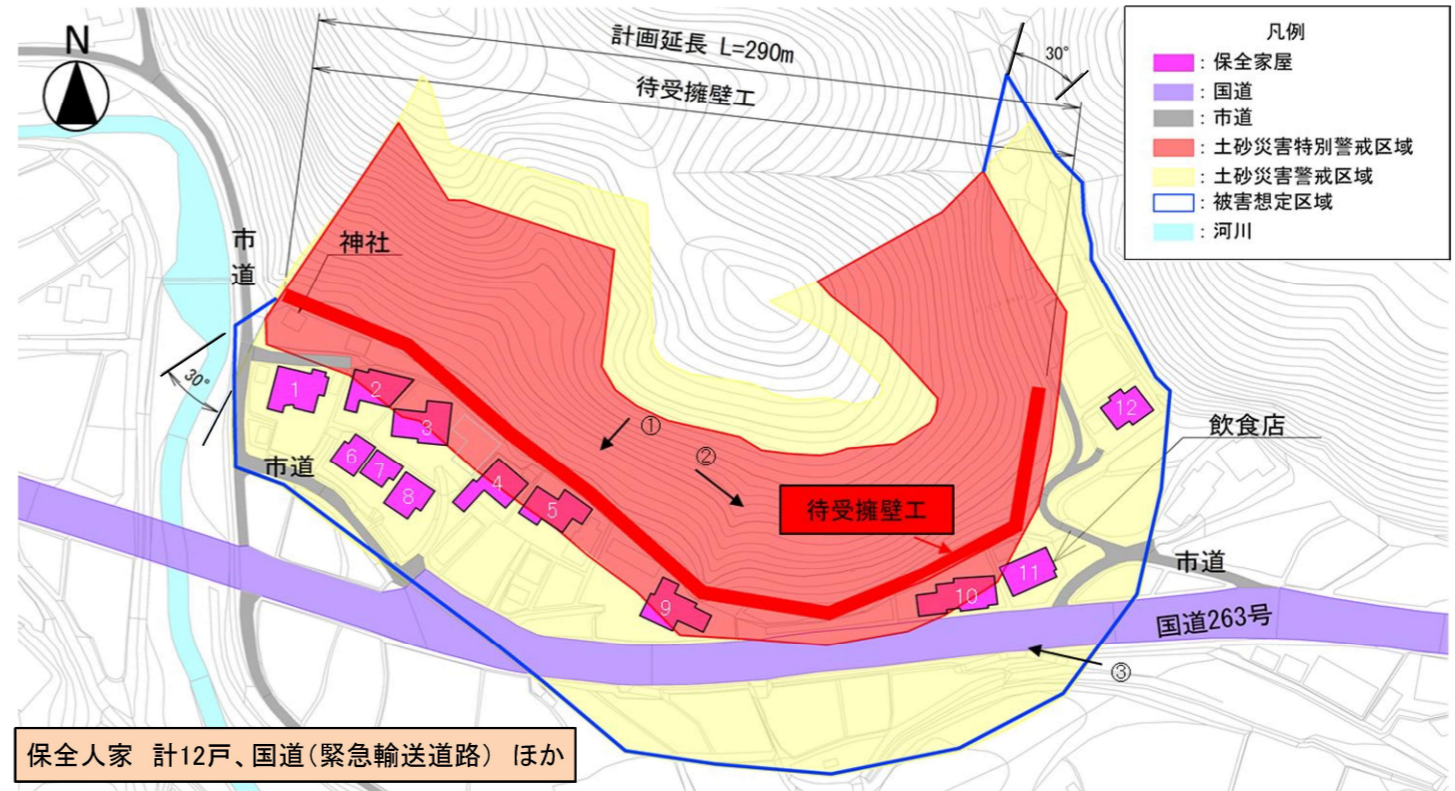 N
計画延長 L=290m
待受擁壁工
30°
凡例
：保全家屋
：国道
：市道
：土砂災害特別警戒区域
：土砂災害警戒区域
：被害想定区域
：河川
市道
神社
30°
1
2
3
4
5
6
7
8
9
10
11
12
①
②
③
飲食店
待受擁壁工
市道
市道
国道263号
保全人家 計12戸、国道(緊急輸送道路) ほか